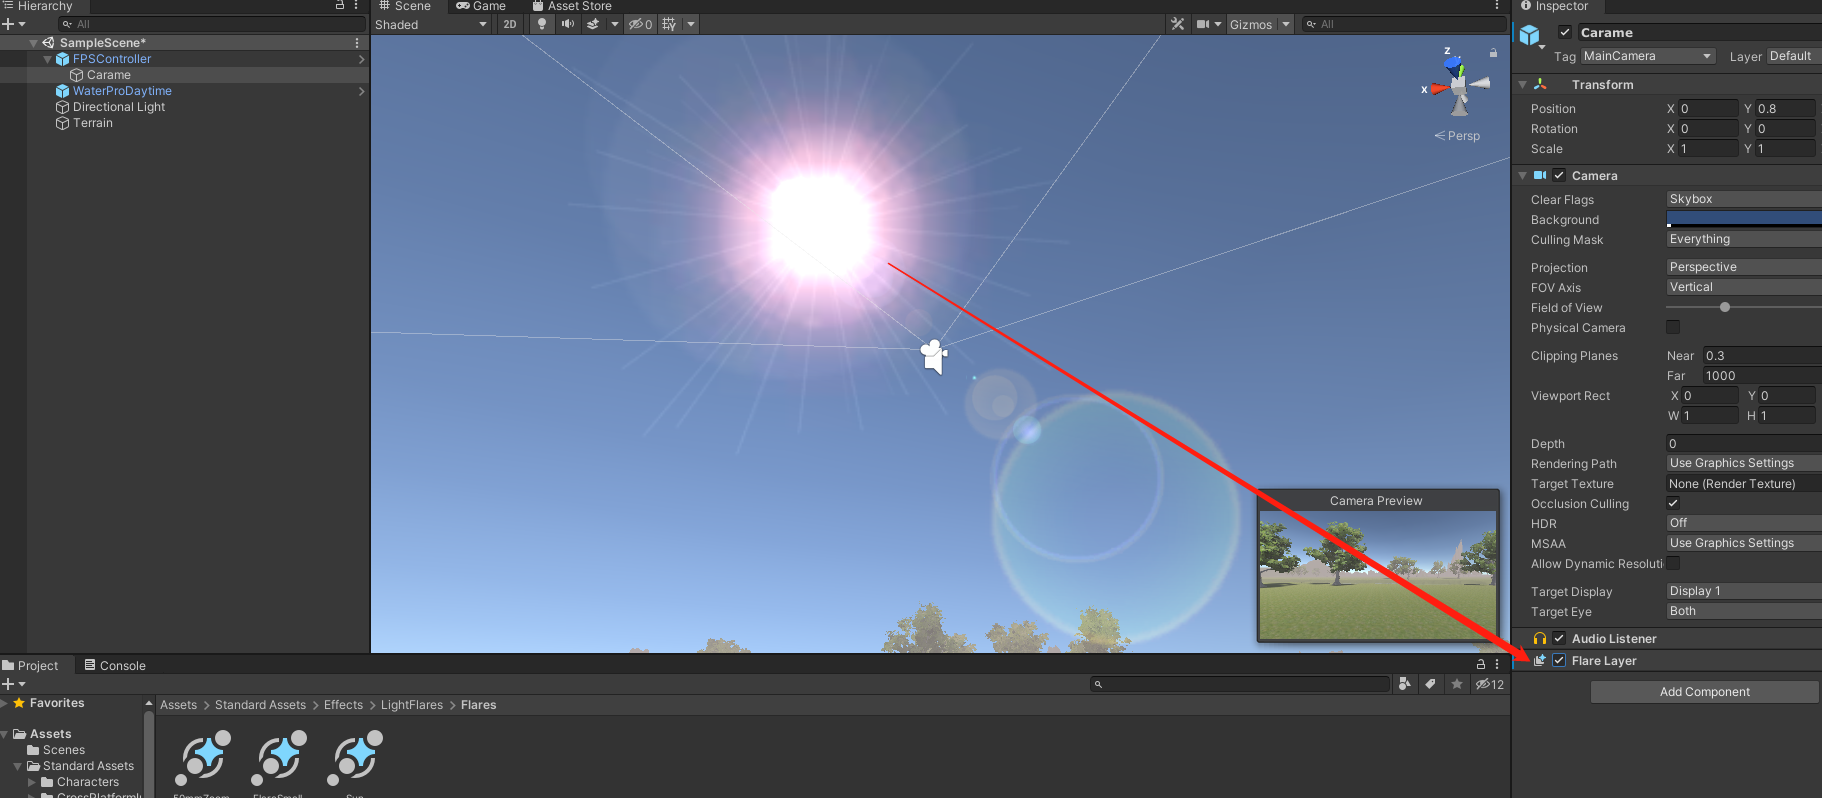 Hierarchy
All
SampleScene*
FPSController
Carame
WaterProDaytime
Directional Light
Terrain
Scene
Game
Asset Store
Shaded
2D
0
Gizmos
All
Z
X
Persp
Camera Preview
Inspector
Carame
Tag MainCamera Layer Default
Transform
Position X 0 Y 0.8
Rotation X 0 Y 0
Scale X 1 Y 1
Camera
Clear Flags Skybox
Background
Culling Mask Everything
Projection Perspective
FOV Axis Vertical
Field of View
Physical Camera
Clipping Planes Near 0.3
Far 1000
Viewport Rect X 0 Y 0
W 1 H 1
Depth 0
Rendering Path Use Graphics Settings
Target Texture None (Render Texture)
Occlusion Culling
HDR Off
MSAA Use Graphics Settings
Allow Dynamic Resoluti
Target Display Display 1
Target Eye Both
Audio Listener
Flare Layer
Add Component
Project
Console
12
Favorites
Assets
Scenes
Standard Assets
Characters
Assets > Standard Assets > Effects > LightFlares > Flares